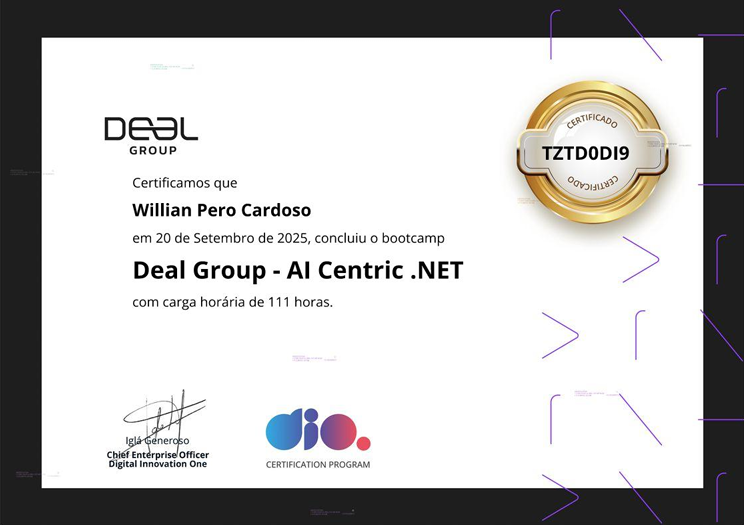 DEAL
GROUP
CERTIFICADO
TZTD0DI9
CERTIFICADO
Certificamos que
Willian Pero Cardoso
em 20 de Setembro de 2025, concluiu o bootcamp
Deal Group - AI Centric .NET
com carga horária de 111 horas.
Iglá Generoso
Chief Enterprise Officer
Digital Innovation One
dio.
CERTIFICATION PROGRAM